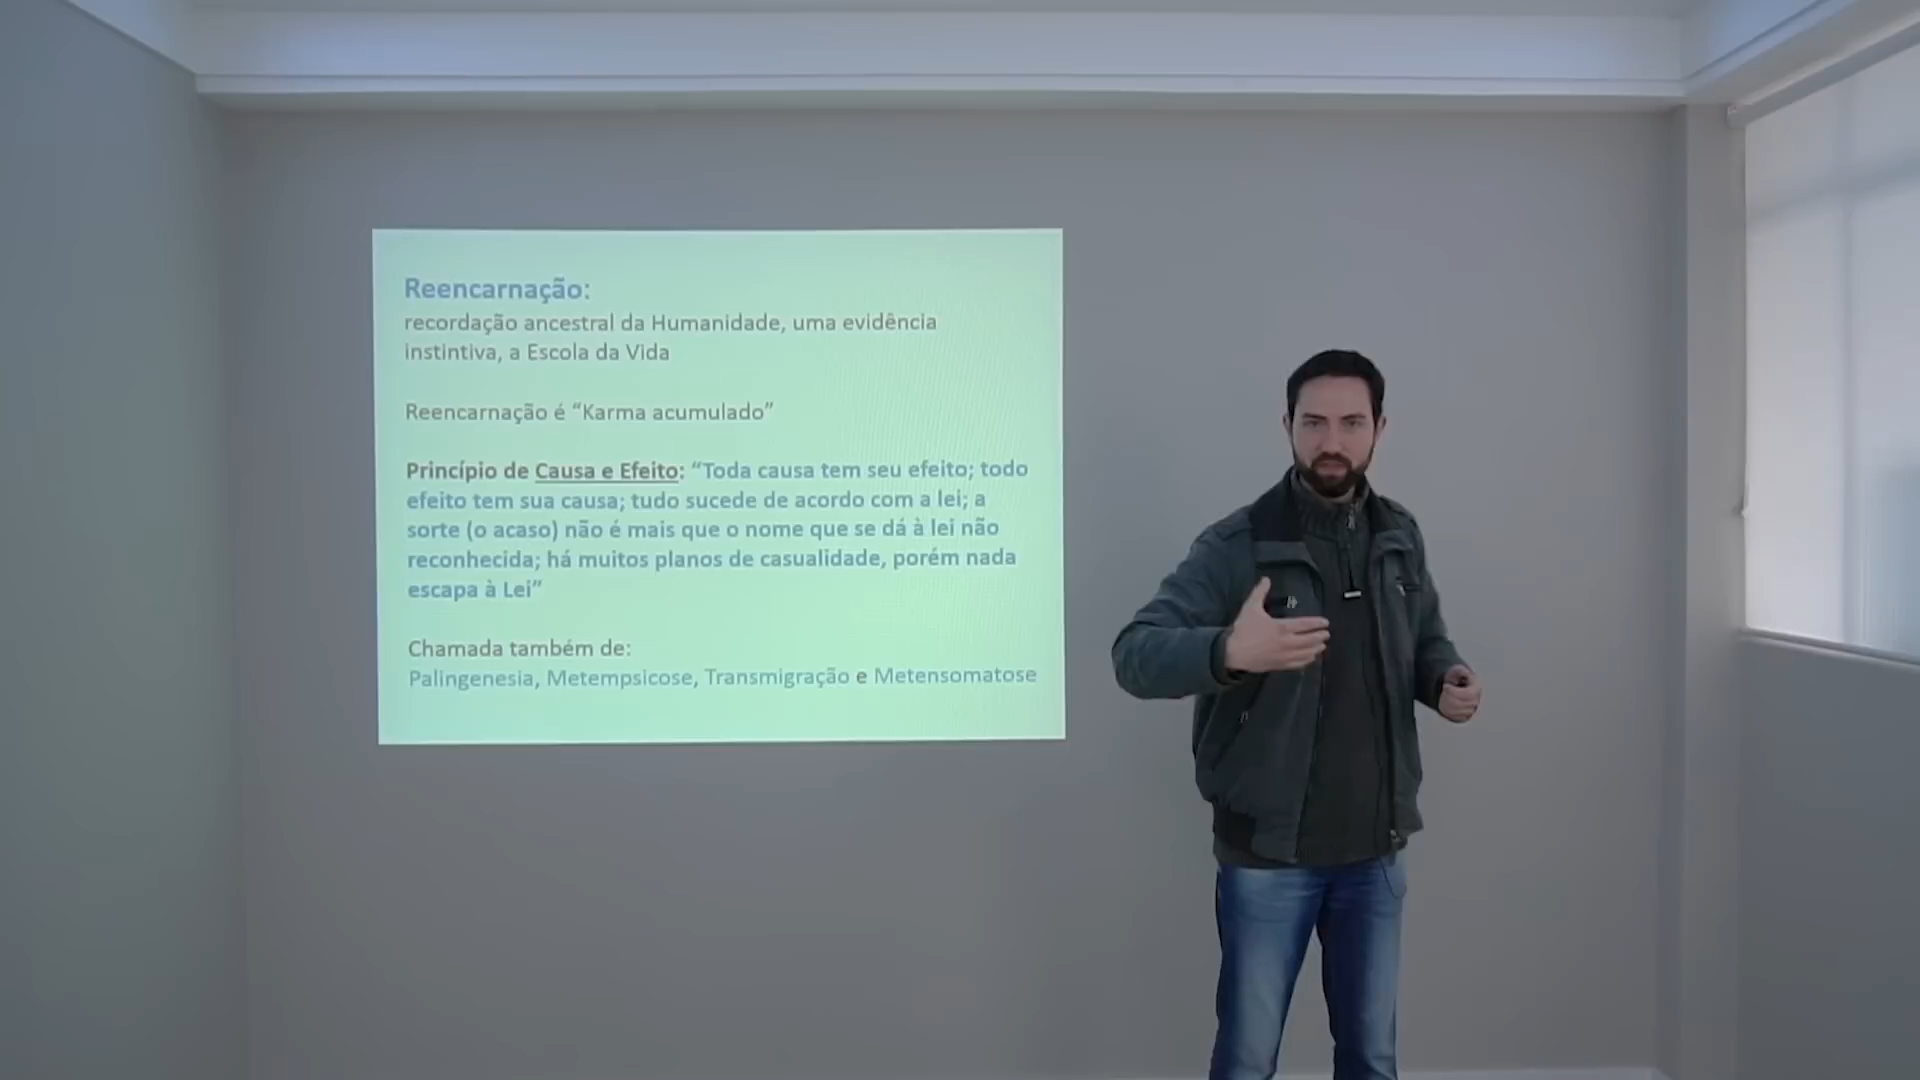 Reencarnação:
recordação ancestral da Humanidade, uma evidência
instintiva, a Escola da Vida
Reencarnação é “Karma acumulado”
Princípio de Causa e Efeito: “Toda causa tem seu efeito; todo
efeito tem sua causa; tudo sucede de acordo com a lei; a
sorte (o acaso) não é mais que o nome que se dá à lei não
reconhecida; há muitos planos de casualidade, porém nada
escapa à Lei”
Chamada também de:
Palingenesia, Metempsicose, Transmigração e Metensomatose